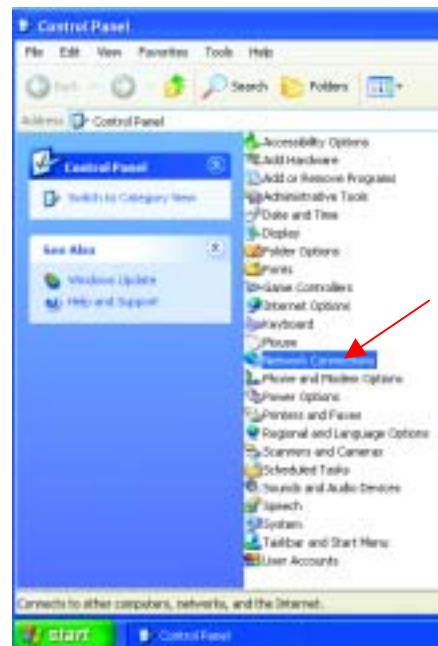 Control Panel
File Edit View Favorites Tools Help
Back Search Folders
Address Control Panel
Control Panel
Switch to Category View
See Also
Windows Update
Help and Support
Accessibility Options
Add Hardware
Add or Remove Programs
Administrative Tools
Date and Time
Display
Folder Options
Fonts
Game Controllers
Internet Options
Keyboard
Mouse
Network Connections
Phone and Modem Options
Power Options
Printers and Faxes
Regional and Language Options
Scanners and Cameras
Scheduled Tasks
Sounds and Audio Devices
Speech
System
Taskbar and Start Menu
User Accounts
Connects to other computers, networks, and the Internet.
start Control Panel